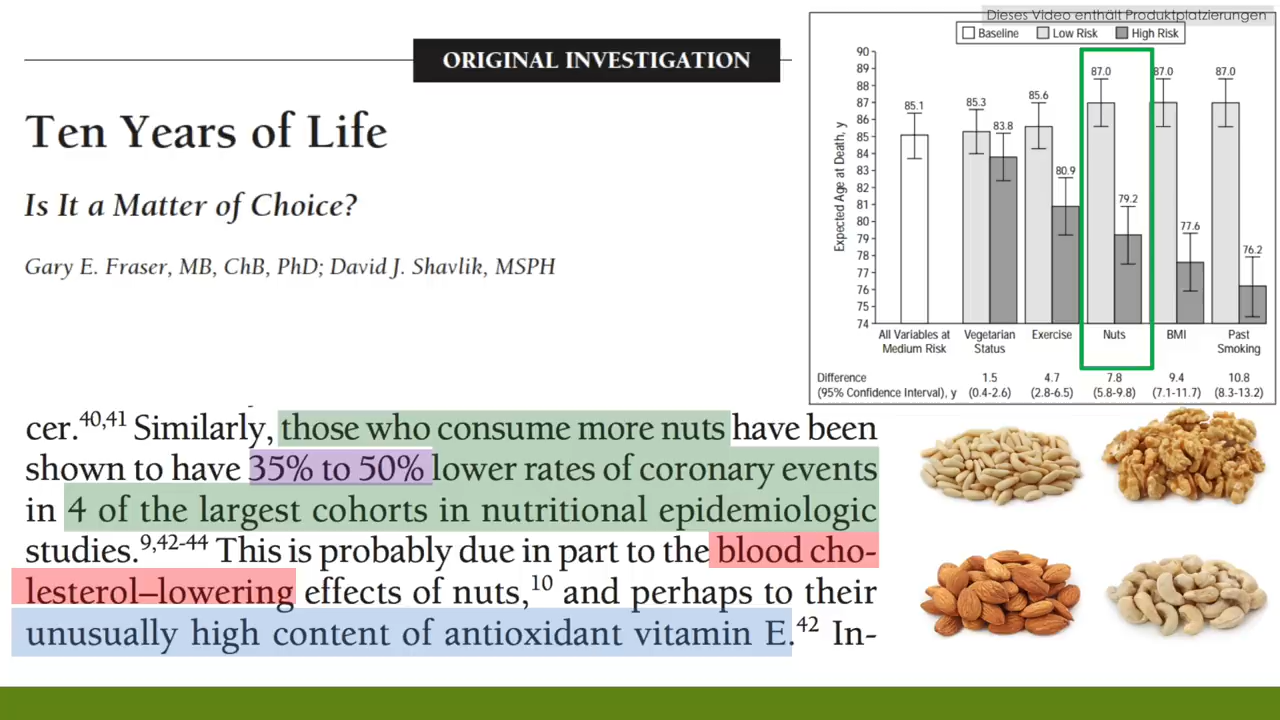 Dieses Video enthält Produktplatzierungen
ORIGINAL INVESTIGATION
Ten Years of Life
Is It a Matter of Choice?
Gary E. Fraser, MB, ChB, PhD; David J. Shavlik, MSPH
Baseline Low Risk High Risk
Expected Age at Death, y
90
89
88
87
86
85
84
83
82
81
80
79
78
77
76
75
74
85.1
85.3
83.8
85.6
80.9
87.0
79.2
87.0
77.6
87.0
76.2
All Variables at
Medium Risk
Vegetarian
Status
Exercise
Nuts
BMI
Past
Smoking
Difference 1.5 4.7 7.8 9.4 10.8
(95% Confidence Interval), y (0.4-2.6) (2.8-6.5) (5.8-9.8) (7.1-11.7) (8.3-13.2)
cer.40,41 Similarly, those who consume more nuts have been
shown to have 35% to 50% lower rates of coronary events
in 4 of the largest cohorts in nutritional epidemiologic
studies.9,42-44 This is probably due in part to the blood cho-
lesterol–lowering effects of nuts,10 and perhaps to their
unusually high content of antioxidant vitamin E.42 In-